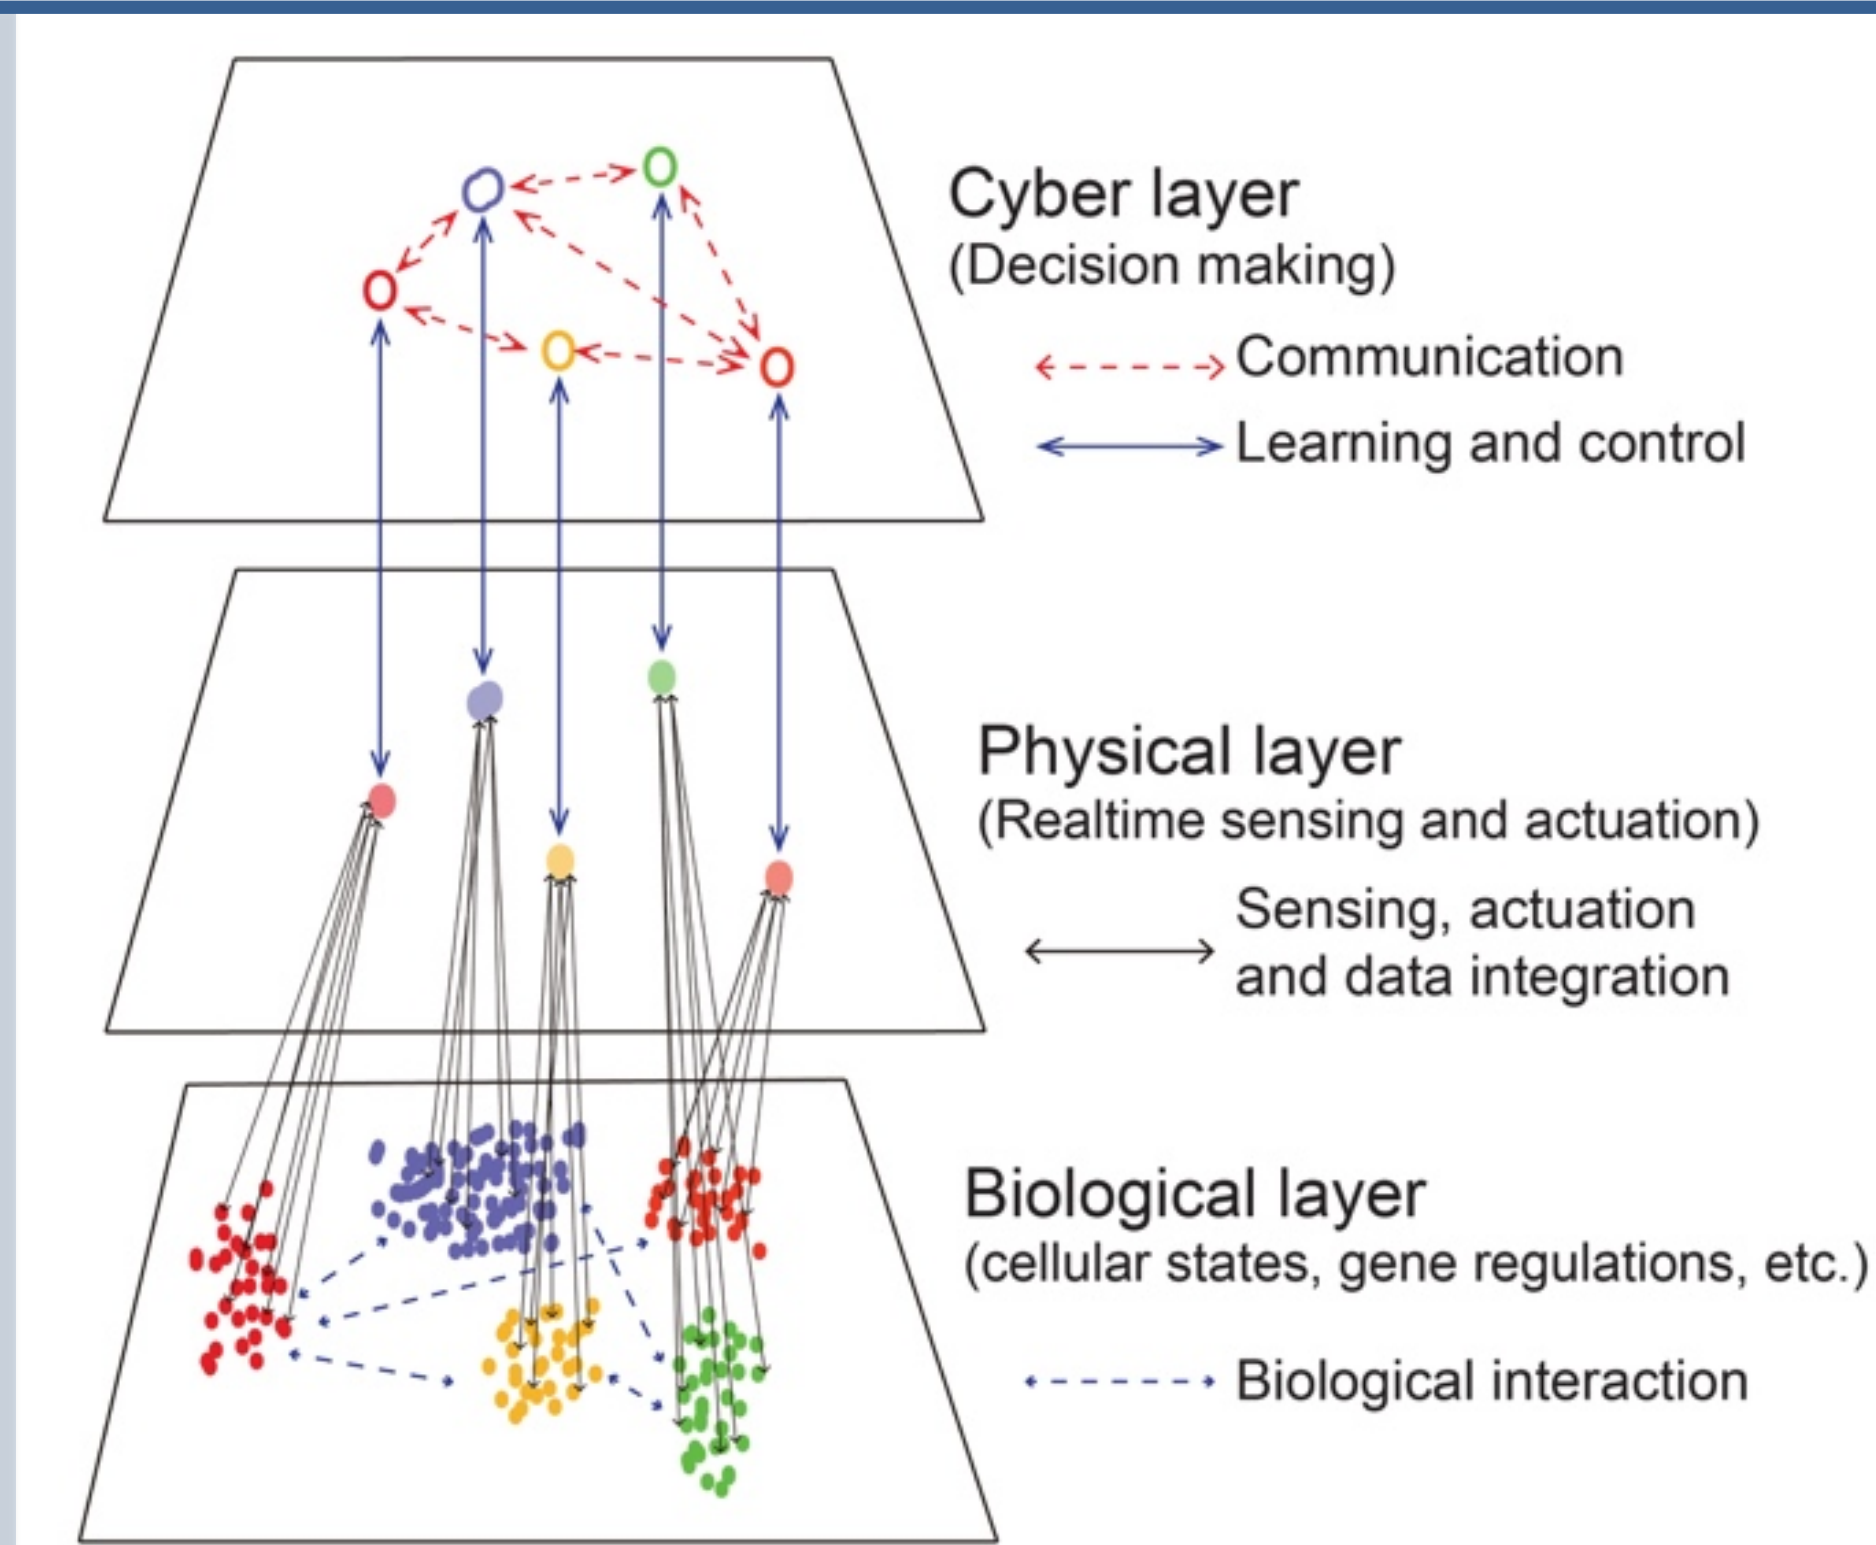 Cyber layer
(Decision making)
Communication
Learning and control
Physical layer
(Realtime sensing and actuation)
Sensing, actuation
and data integration
Biological layer
(cellular states, gene regulations, etc.)
Biological interaction